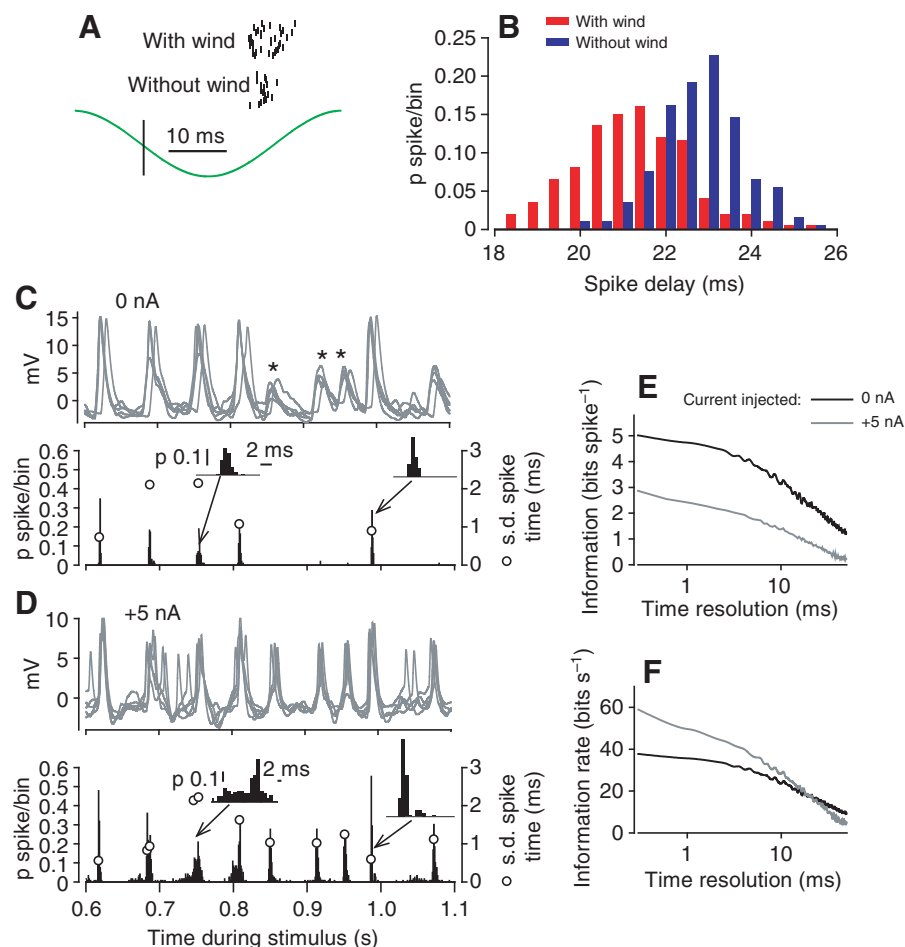 A
With wind
Without wind
10 ms
B
With wind
Without wind
0.25
0.20
0.15
0.10
0.05
0
p spike/bin
18 20 22 24 26
Spike delay (ms)
C
0 nA
15
10
5
0
mV
* * *
0.6
0.5
0.4
0.3
0.2
0.1
0
p spike/bin
p 0.1
2 ms
3
2
1
0
s.d. spike
time (ms)
D
+5 nA
10
5
0
mV
0.6
0.5
0.4
0.3
0.2
0.1
0
p spike/bin
p 0.1
2 ms
3
2
1
0
s.d. spike
time (ms)
0.6 0.7 0.8 0.9 1.0 1.1
Time during stimulus (s)
E
Current injected:
0 nA
+5 nA
5
4
3
2
1
0
Information (bits spike⁻¹)
1 10
Time resolution (ms)
F
60
40
20
0
Information rate (bits s⁻¹)
1 10
Time resolution (ms)